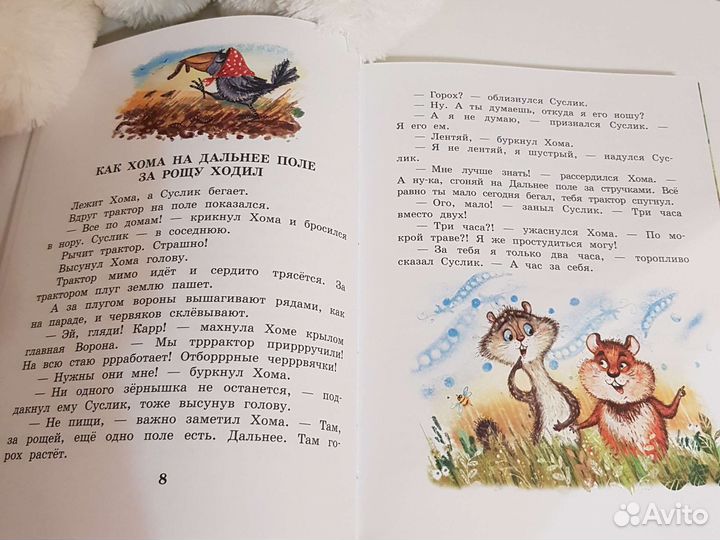 КАК ХОМА НА ДАЛЬНЕЕ ПОЛЕ
ЗА РОЩУ ХОДИЛ
Лежит Хома, а Суслик бегает.
Вдруг трактор на поле показался.
— Все по домам! — крикнул Хома и бросился
в нору. Суслик — в соседнюю.
Рычит трактор. Страшно!
Высунул Хома голову.
Трактор мимо идёт и сердито трясётся. За
трактором плуг землю пашет.
А за плугом вороны вышагивают рядами, как
на параде, и червяков склёвывают.
— Эй, гляди! Карр! — махнула Хоме крылом
главная Ворона. — Мы трррактор прирррручили!
На всю стаю ррработает! Отборррные черррвячки!
— Нужны они мне! — буркнул Хома.
— Ни одного зёрнышка не останется, — под-
дакнул ему Суслик, тоже высунув голову.
— Не пищи, — важно заметил Хома. — Там,
за рощей, ещё одно поле есть. Дальнее. Там го-
рох растёт.
8
— Горох? — облизнулся Суслик.
— Ну. А ты думаешь, откуда я его ношу?
— А я не думаю, — признался Суслик. —
Я его ем.
— Лентяй, — буркнул Хома.
— Я не лентяй, я шустрый, — надулся Сус-
лик.
— Мне лучше знать! — рассердился Хома. —
А ну-ка, сгоняй на Дальнее поле за стручками. Всё
равно ты мало сегодня бегал, тебя трактор спугнул.
— Ого, мало! — заныл Суслик. — Три часа
вместо двух!
— Три часа?! — ужаснулся Хома. — По мо-
крой траве?! Я же простудиться могу!
— За тебя я только два часа, — торопливо
сказал Суслик. — А час за себя.
Avito